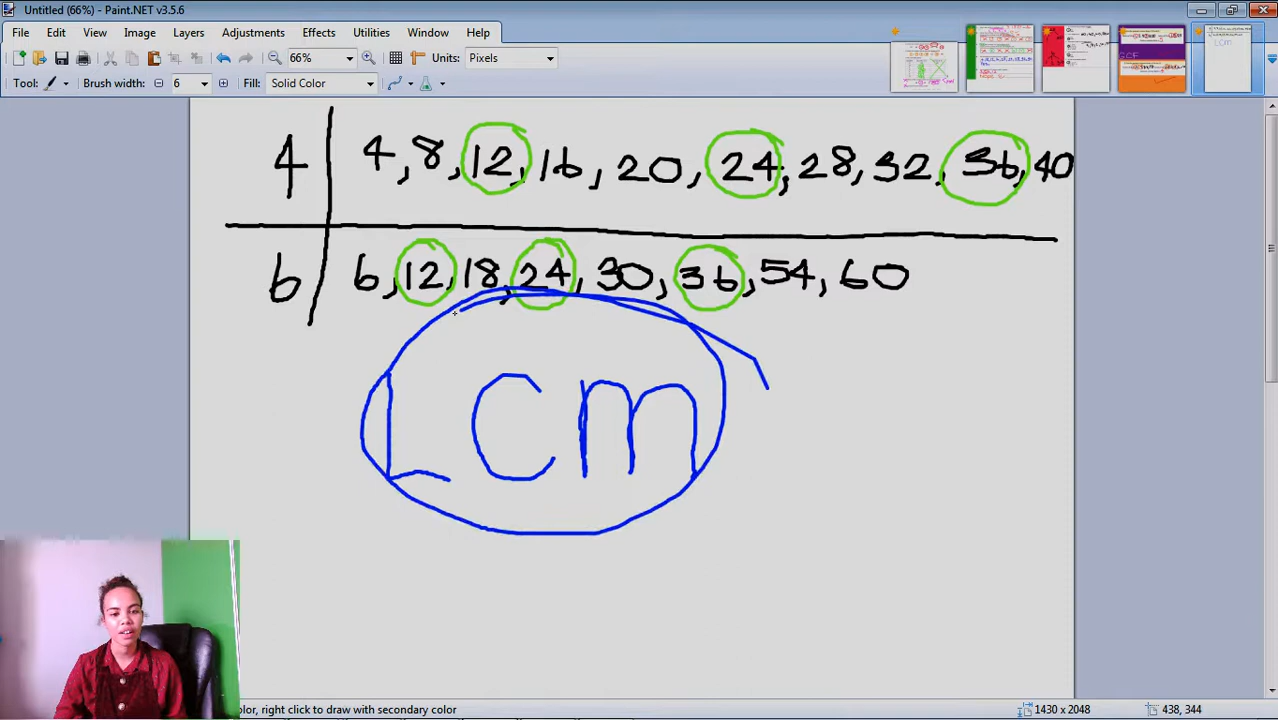 Untitled (66%) - Paint.NET v3.5.6
File Edit View Image Layers Adjustments Effects Utilities Window Help
66% Units: Pixels
Tool: Brush width: 6 Fill: Solid Color
4 4, 8, 12, 16, 20, 24, 28, 32, 36, 40
6 6, 12, 18, 24, 30, 36, 54, 60
LCm
olor, right click to draw with secondary color 1430 x 2048 438, 344